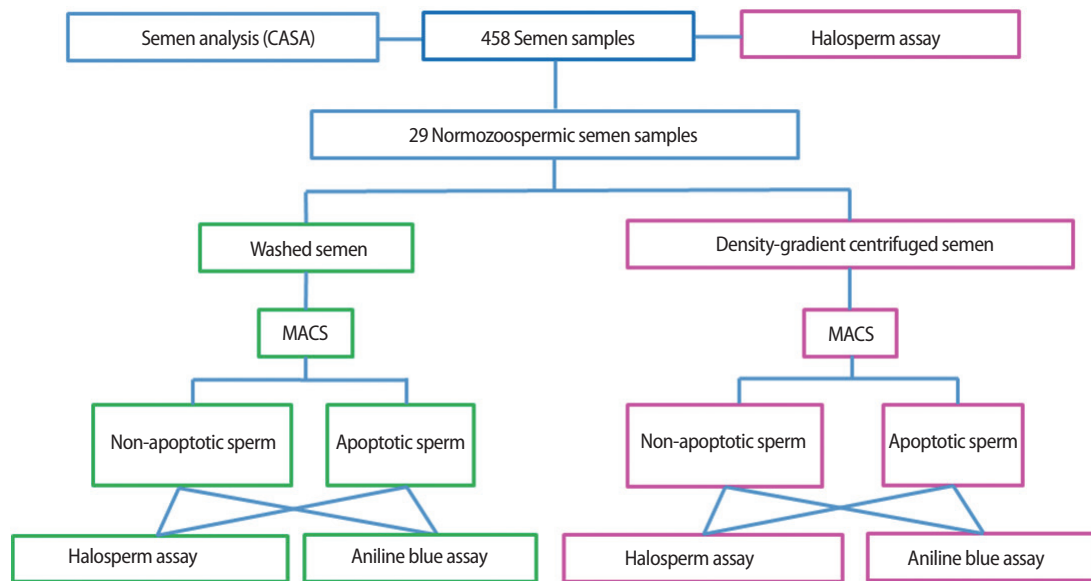 Semen analysis (CASA)
458 Semen samples
Halosperm assay
29 Normozoospermic semen samples
Washed semen
Density-gradient centrifuged semen
MACS
MACS
Non-apoptotic sperm
Apoptotic sperm
Non-apoptotic sperm
Apoptotic sperm
Halosperm assay
Aniline blue assay
Halosperm assay
Aniline blue assay